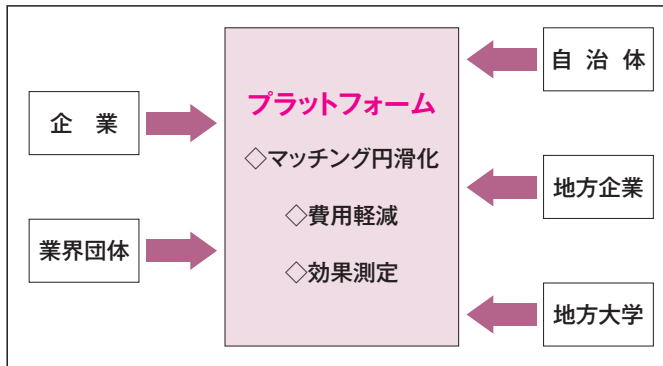 企業
業界団体
プラットフォーム
◇マッチング円滑化
◇費用軽減
◇効果測定
自治体
地方企業
地方大学